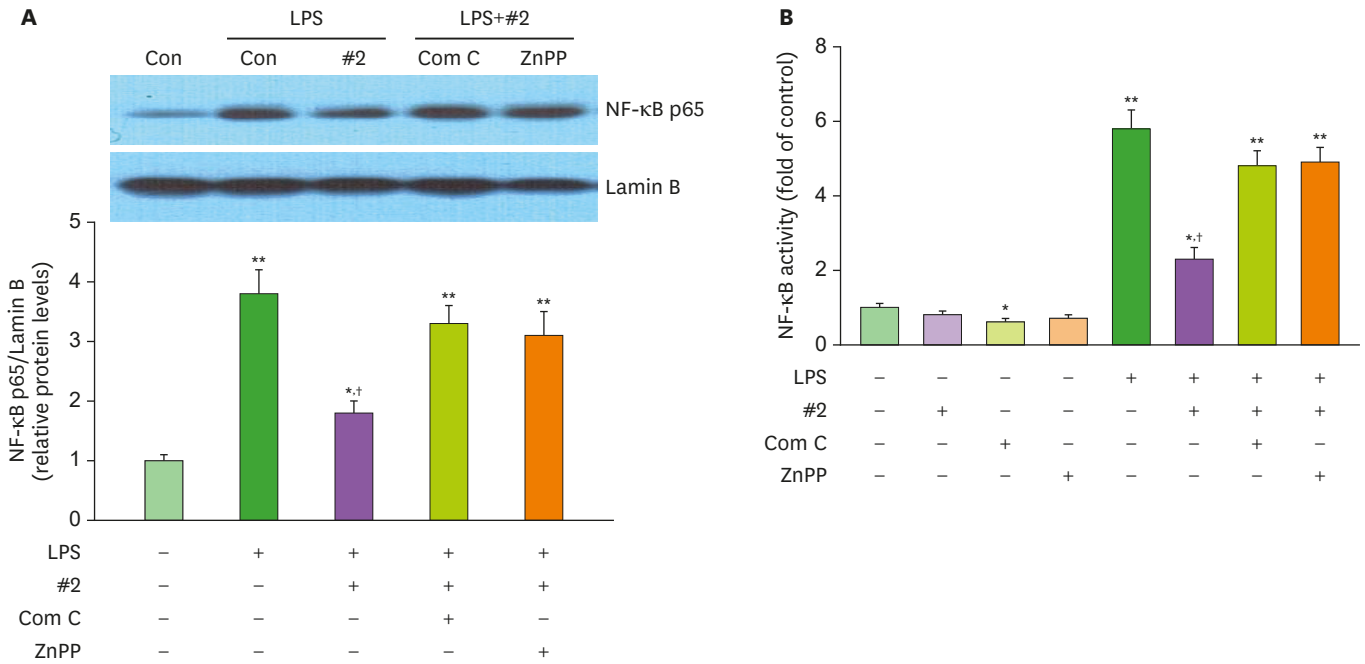 A
LPS LPS+#2
Con Con #2 Com C ZnPP
NF-κB p65
Lamin B
NF-κB p65/Lamin B
(relative protein levels)
5
4
3
2
1
0
** *,† ** **
LPS – + + + +
#2 – – + + +
Com C – – – + –
ZnPP – – – – +
B
NF-κB activity (fold of control)
8
6
4
2
0
* ** *,† ** **
LPS – – – – + + + +
#2 – + – – – + + +
Com C – – + – – – + –
ZnPP – – – + – – – +